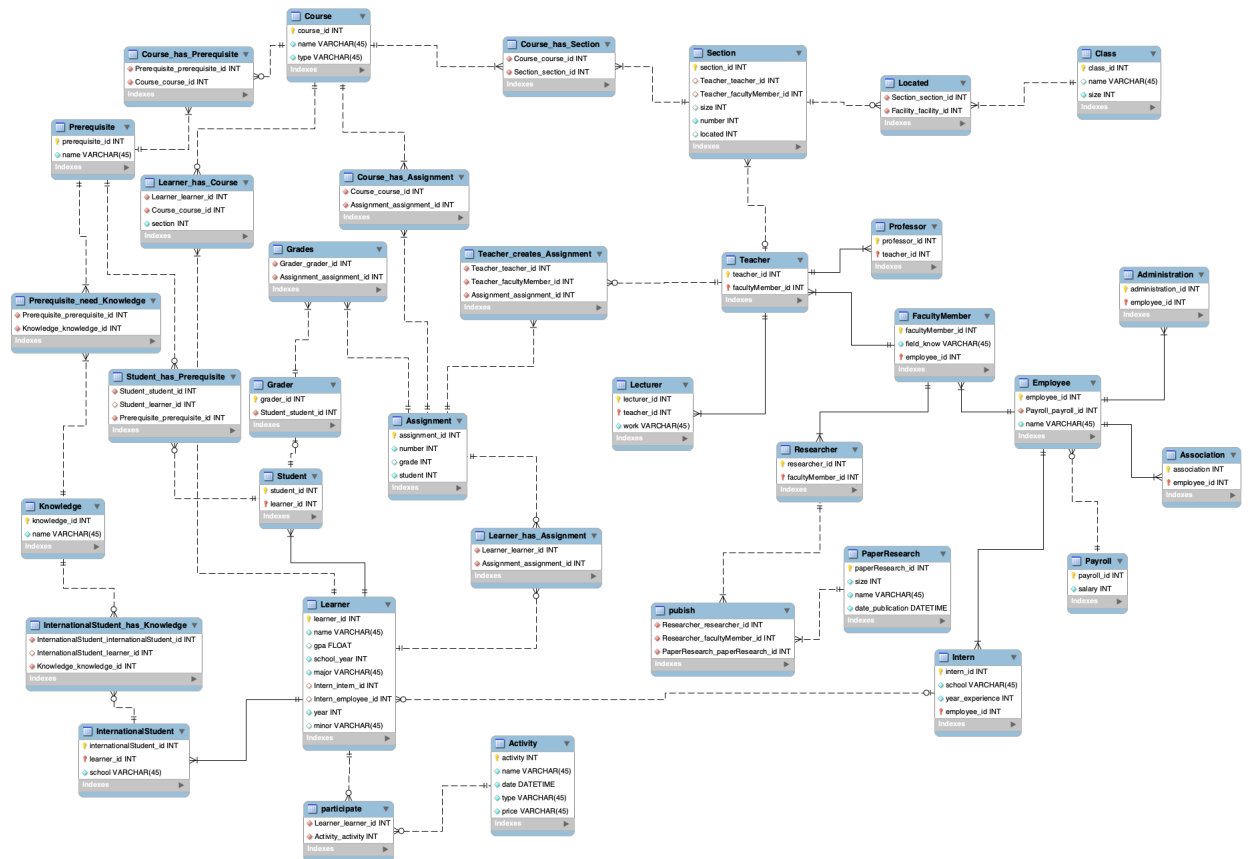 Course
course_id INT
name VARCHAR(45)
type VARCHAR(45)
Indexes
Course_has_Prerequisite
Prerequisite_prerequisite_id INT
Course_course_id INT
Indexes
Course_has_Section
Course_course_id INT
Section_section_id INT
Indexes
Section
section_id INT
Teacher_teacher_id INT
Teacher_facultyMember_id INT
size INT
number INT
located INT
Indexes
Located
Section_section_id INT
Facility_facility_id INT
Indexes
Class
class_id INT
name VARCHAR(45)
size INT
Indexes
Prerequisite
prerequisite_id INT
name VARCHAR(45)
Indexes
Learner_has_Course
Learner_learner_id INT
Course_course_id INT
section INT
Indexes
Course_has_Assignment
Course_course_id INT
Assignment_assignment_id INT
Indexes
Grades
Grader_grader_id INT
Assignment_assignment_id INT
Indexes
Teacher_creates_Assignment
Teacher_teacher_id INT
Teacher_facultyMember_id INT
Assignment_assignment_id INT
Indexes
Teacher
teacher_id INT
facultyMember_id INT
Indexes
Professor
professor_id INT
teacher_id INT
Indexes
Administration
administration_id INT
employee_id INT
Indexes
Prerequisite_need_Knowledge
Prerequisite_prerequisite_id INT
Knowledge_knowledge_id INT
Indexes
FacultyMember
facultyMember_id INT
field_know VARCHAR(45)
employee_id INT
Indexes
Student_has_Prerequisite
Student_student_id INT
Student_learner_id INT
Prerequisite_prerequisite_id INT
Indexes
Grader
grader_id INT
Student_student_id INT
Indexes
Lecturer
lecturer_id INT
teacher_id INT
work VARCHAR(45)
Indexes
Employee
employee_id INT
Payroll_payroll_id INT
name VARCHAR(45)
Indexes
Assignment
assignment_id INT
number INT
grade INT
student INT
Indexes
Researcher
researcher_id INT
facultyMember_id INT
Indexes
Association
association INT
employee_id INT
Indexes
Student
student_id INT
learner_id INT
Indexes
Knowledge
knowledge_id INT
name VARCHAR(45)
Indexes
Learner_has_Assignment
Learner_learner_id INT
Assignment_assignment_id INT
Indexes
PaperResearch
paperResearch_id INT
size INT
name VARCHAR(45)
date_publication DATETIME
Indexes
Payroll
payroll_id INT
salary INT
Indexes
Learner
learner_id INT
name VARCHAR(45)
gpa FLOAT
school_year INT
major VARCHAR(45)
Intern_intern_id INT
Intern_employee_id INT
year INT
minor VARCHAR(45)
Indexes
pubish
Researcher_researcher_id INT
Researcher_facultyMember_id INT
PaperResearch_paperResearch_id INT
Indexes
InternationalStudent_has_Knowledge
InternationalStudent_internationalStudent_id INT
InternationalStudent_learner_id INT
Knowledge_knowledge_id INT
Indexes
Intern
intern_id INT
school VARCHAR(45)
year_experience INT
employee_id INT
Indexes
InternationalStudent
internationalStudent_id INT
learner_id INT
school VARCHAR(45)
Indexes
Activity
activity INT
name VARCHAR(45)
date DATETIME
type VARCHAR(45)
price VARCHAR(45)
Indexes
participate
Learner_learner_id INT
Activity_activity INT
Indexes